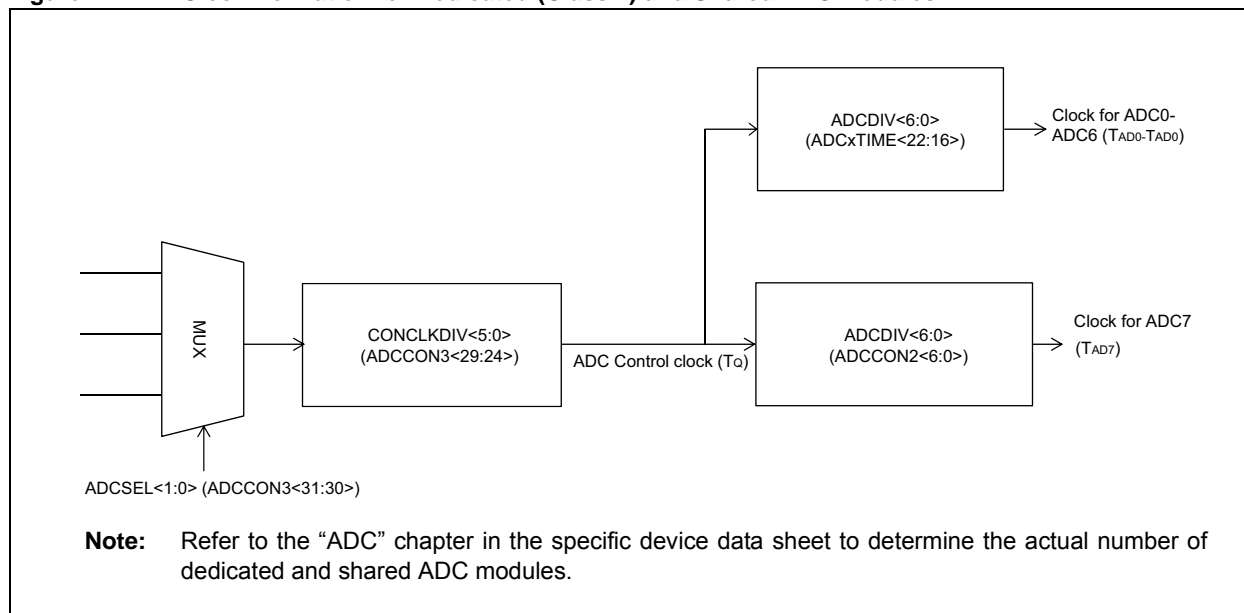 ADCDIV<6:0>
(ADCxTIME<22:16>)
Clock for ADC0-
ADC6 (TAD0-TAD0)
MUX
CONCLKDIV<5:0>
(ADCCON3<29:24>)
ADC Control clock (TQ)
ADCDIV<6:0>
(ADCCON2<6:0>)
Clock for ADC7
(TAD7)
ADCSEL<1:0> (ADCCON3<31:30>)
Note: Refer to the “ADC” chapter in the specific device data sheet to determine the actual number of
dedicated and shared ADC modules.